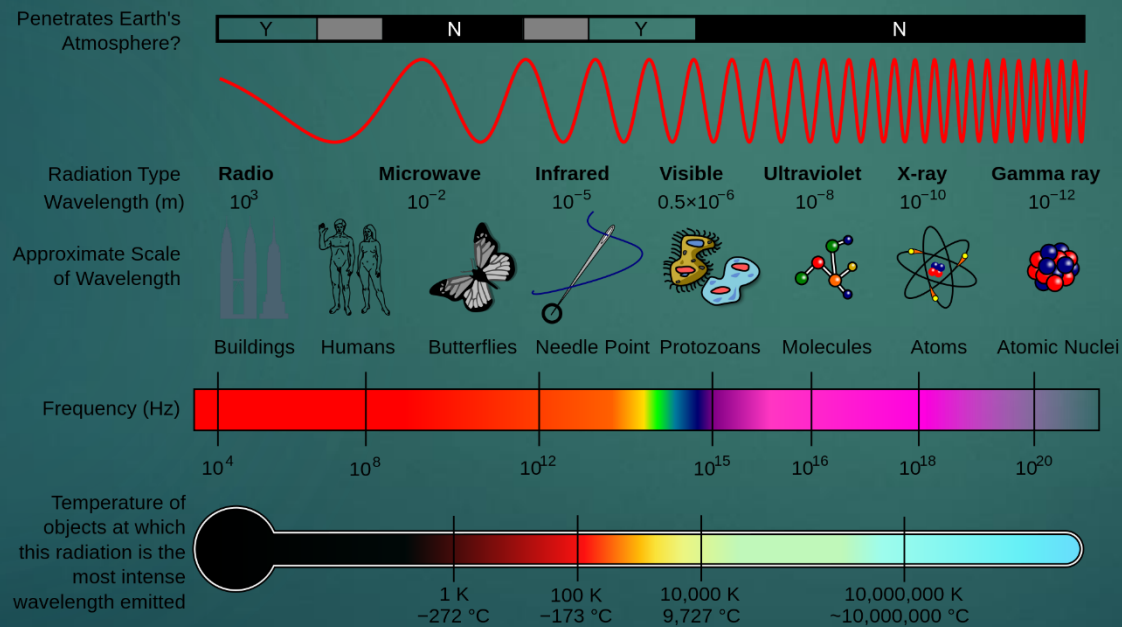 Penetrates Earth's
Atmosphere?
Y N Y N
Radiation Type
Radio Microwave Infrared Visible Ultraviolet X-ray Gamma ray
Wavelength (m)
10³ 10⁻² 10⁻⁵ 0.5×10⁻⁶ 10⁻⁸ 10⁻¹⁰ 10⁻¹²
Approximate Scale
of Wavelength
Buildings Humans Butterflies Needle Point Protozoans Molecules Atoms Atomic Nuclei
Frequency (Hz)
10⁴ 10⁸ 10¹² 10¹⁵ 10¹⁶ 10¹⁸ 10²⁰
Temperature of
objects at which
this radiation is the
most intense
wavelength emitted
1 K 100 K 10,000 K 10,000,000 K
−272 °C −173 °C 9,727 °C ~10,000,000 °C